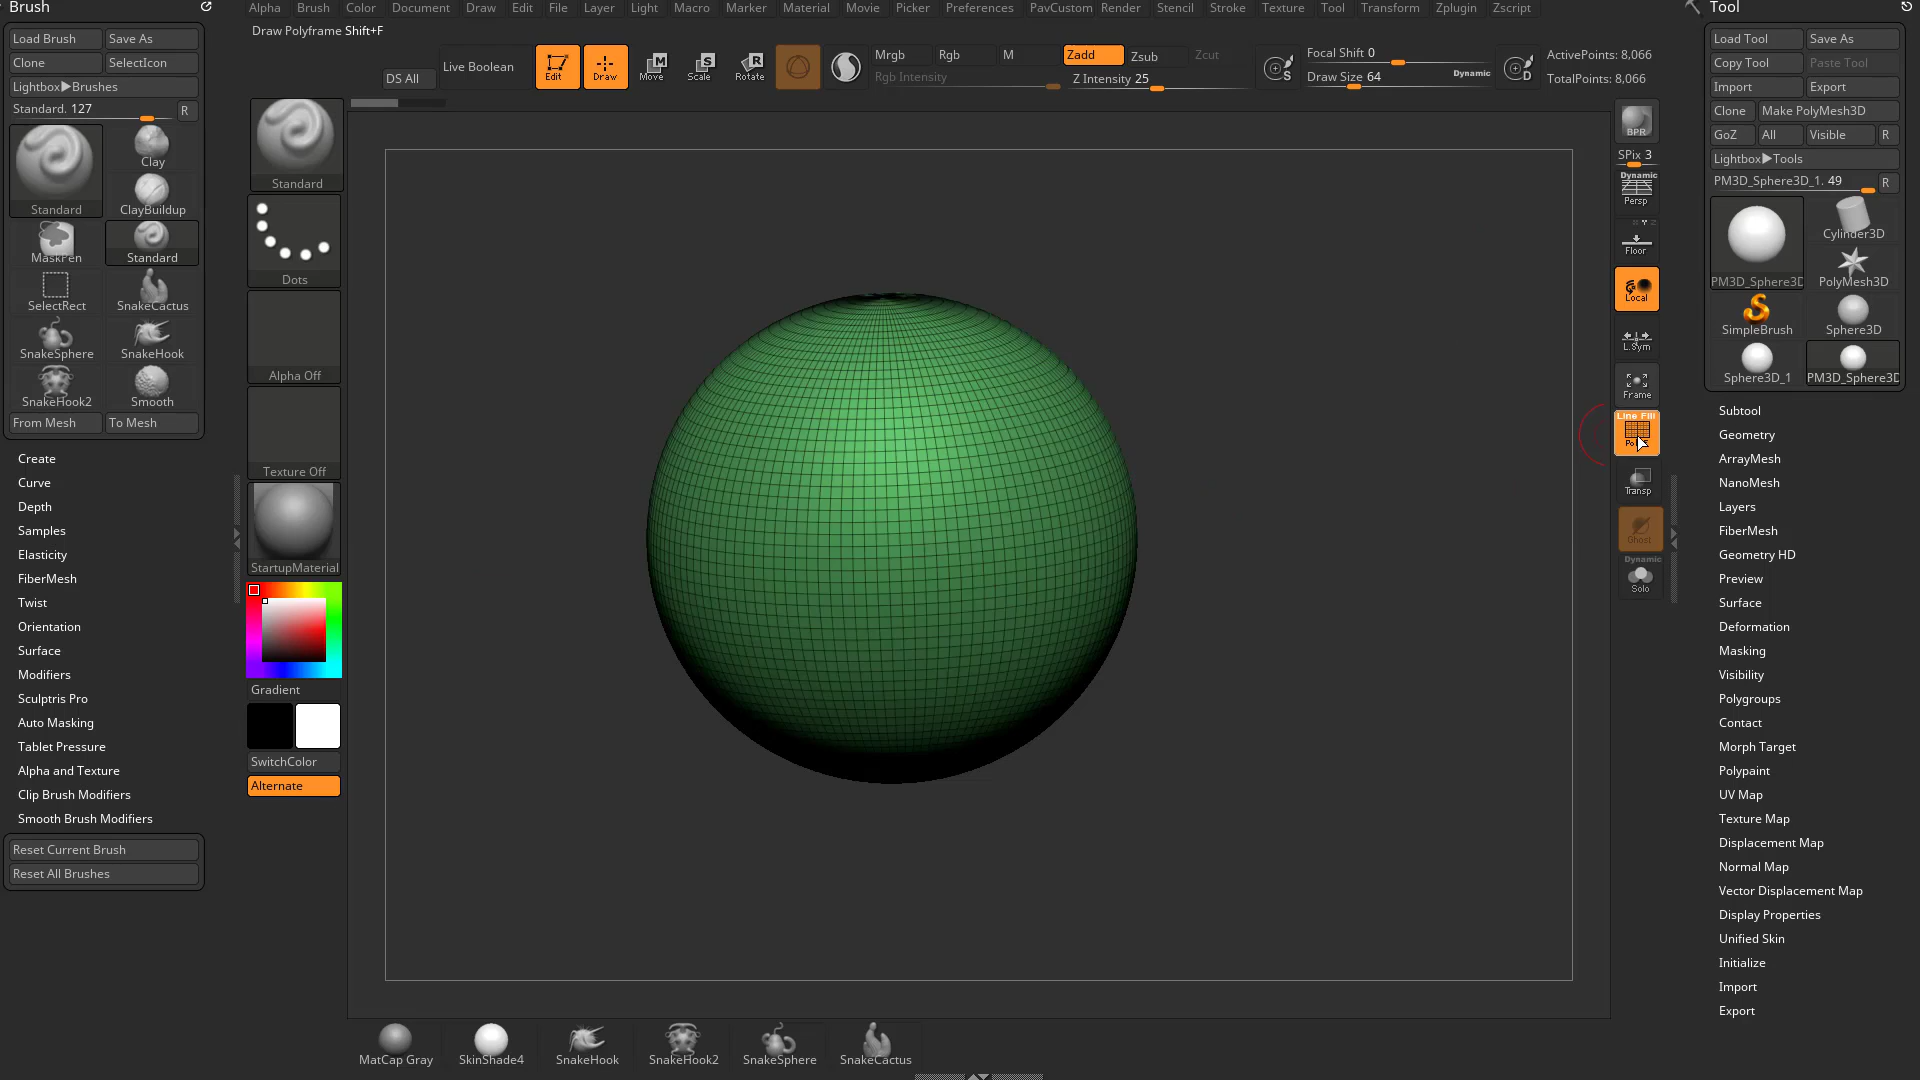 Brush
Alpha Brush Color Document Draw Edit File Layer Light Macro Marker Material Movie Picker Preferences PavCustom Render Stencil Stroke Texture Tool Transform Zplugin Zscript
Tool
Draw Polyframe Shift+F
Load Brush Save As
Clone SelectIcon
Lightbox▶Brushes
Standard. 127 R
Standard
Clay
ClayBuildup
MaskPen
Standard
SelectRect
SnakeCactus
SnakeSphere
SnakeHook
SnakeHook2
Smooth
From Mesh To Mesh
Create
Curve
Depth
Samples
Elasticity
FiberMesh
Twist
Orientation
Surface
Modifiers
Sculptris Pro
Auto Masking
Tablet Pressure
Alpha and Texture
Clip Brush Modifiers
Smooth Brush Modifiers
Reset Current Brush
Reset All Brushes
DS All
Live Boolean
Edit
Draw
Move
Scale
Rotate
Mrgb Rgb M
Rgb Intensity
Zadd Zsub Zcut
Z Intensity 25
S
Focal Shift 0
Draw Size 64 Dynamic
D
ActivePoints: 8,066
TotalPoints: 8,066
Standard
Dots
Alpha Off
Texture Off
StartupMaterial
Gradient
SwitchColor
Alternate
BPR
SPix 3
Dynamic
Persp
Floor
Local
L.Sym
Frame
Line Fill
Transp
Ghost
Dynamic
Solo
Load Tool Save As
Copy Tool Paste Tool
Import Export
Clone Make PolyMesh3D
GoZ All Visible R
Lightbox▶Tools
PM3D_Sphere3D_1. 49 R
PM3D_Sphere3D
Cylinder3D
PolyMesh3D
SimpleBrush
Sphere3D
Sphere3D_1
PM3D_Sphere3D
Subtool
Geometry
ArrayMesh
NanoMesh
Layers
FiberMesh
Geometry HD
Preview
Surface
Deformation
Masking
Visibility
Polygroups
Contact
Morph Target
Polypaint
UV Map
Texture Map
Displacement Map
Normal Map
Vector Displacement Map
Display Properties
Unified Skin
Initialize
Import
Export
MatCap Gray SkinShade4 SnakeHook SnakeHook2 SnakeSphere SnakeCactus